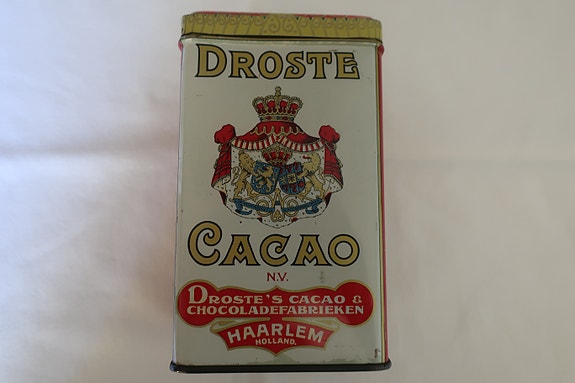 DROSTE
CACAO
N.V.
DROSTE'S CACAO &
CHOCOLADEFABRIEKEN
HAARLEM
HOLLAND.